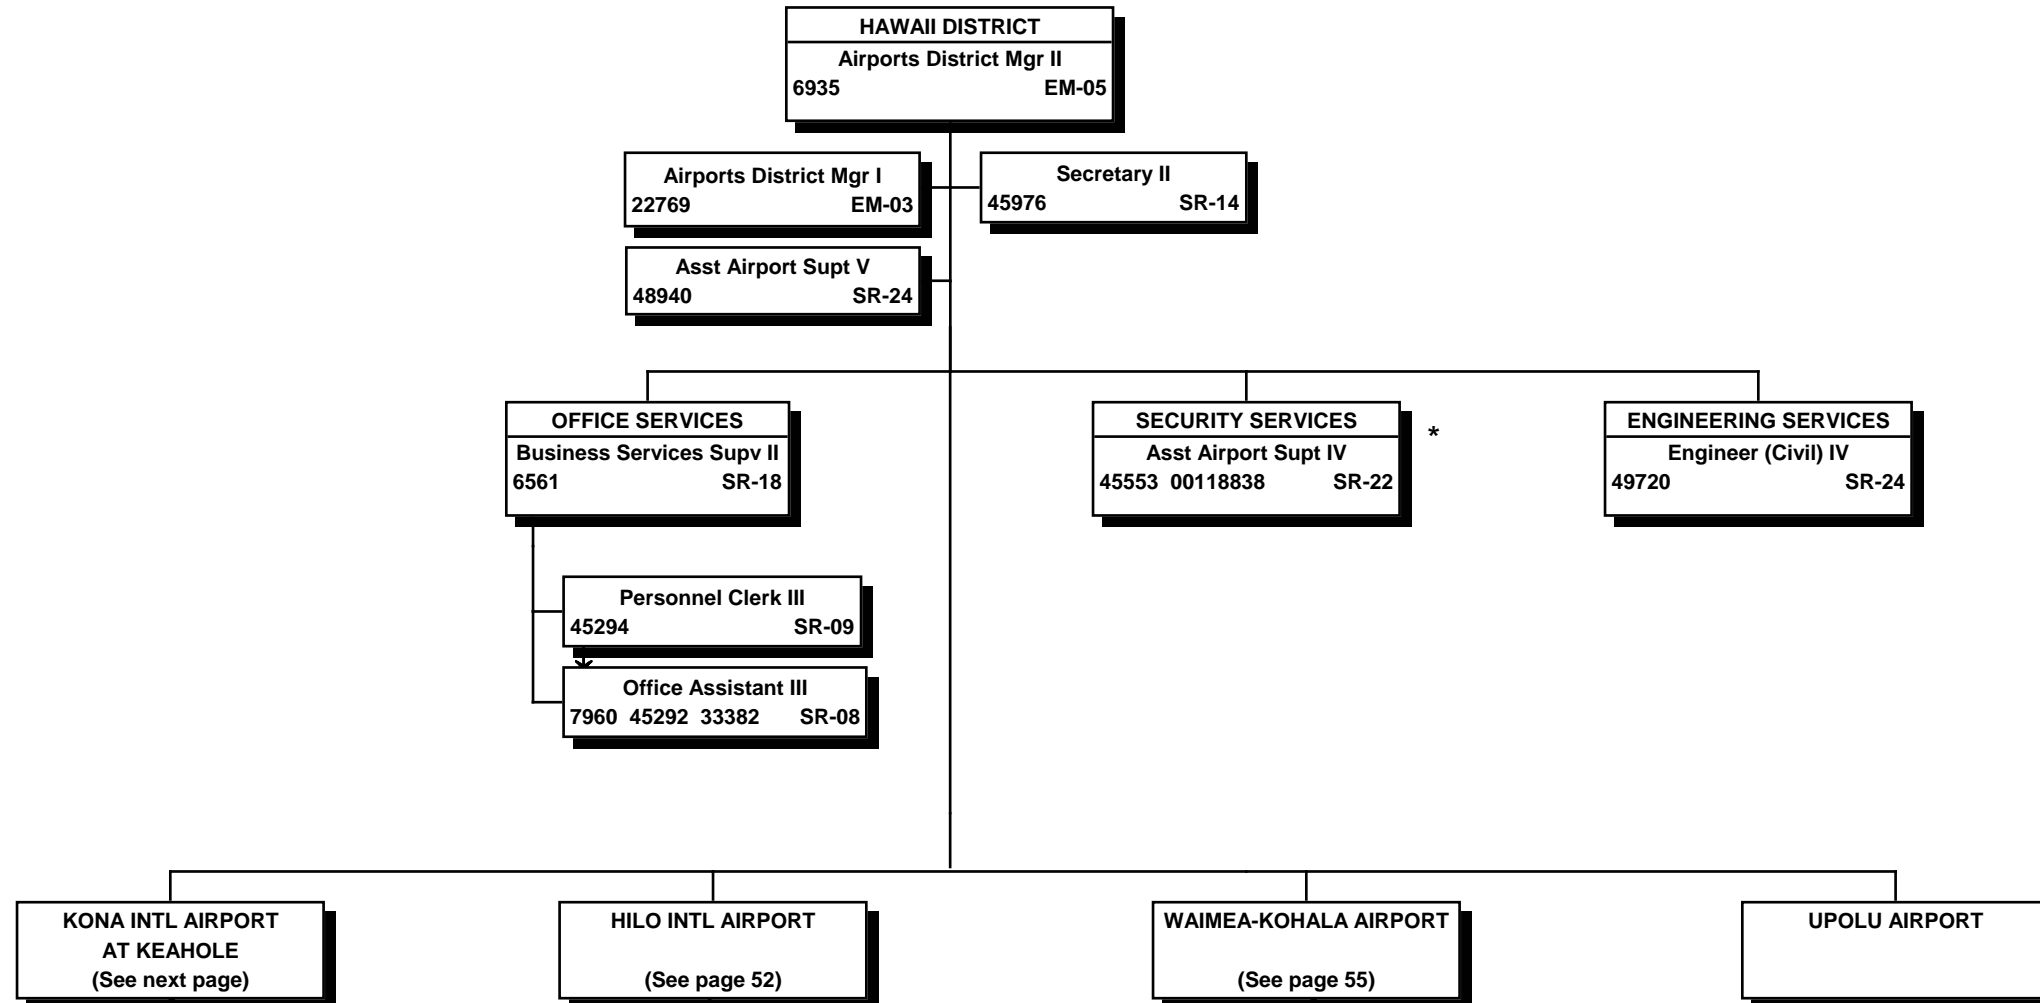 HAWAII DISTRICT
Airports District Mgr II
6935 EM-05
Airports District Mgr I
22769 EM-03
Secretary II
45976 SR-14
Asst Airport Supt V
48940 SR-24
OFFICE SERVICES
Business Services Supv II
6561 SR-18
SECURITY SERVICES
Asst Airport Supt IV
45553 00118838 SR-22
*
ENGINEERING SERVICES
Engineer (Civil) IV
49720 SR-24
Personnel Clerk III
45294 SR-09
Office Assistant III
7960 45292 33382 SR-08
KONA INTL AIRPORT
AT KEAHOLE
(See next page)
HILO INTL AIRPORT
(See page 52)
WAIMEA-KOHALA AIRPORT
(See page 55)
UPOLU AIRPORT